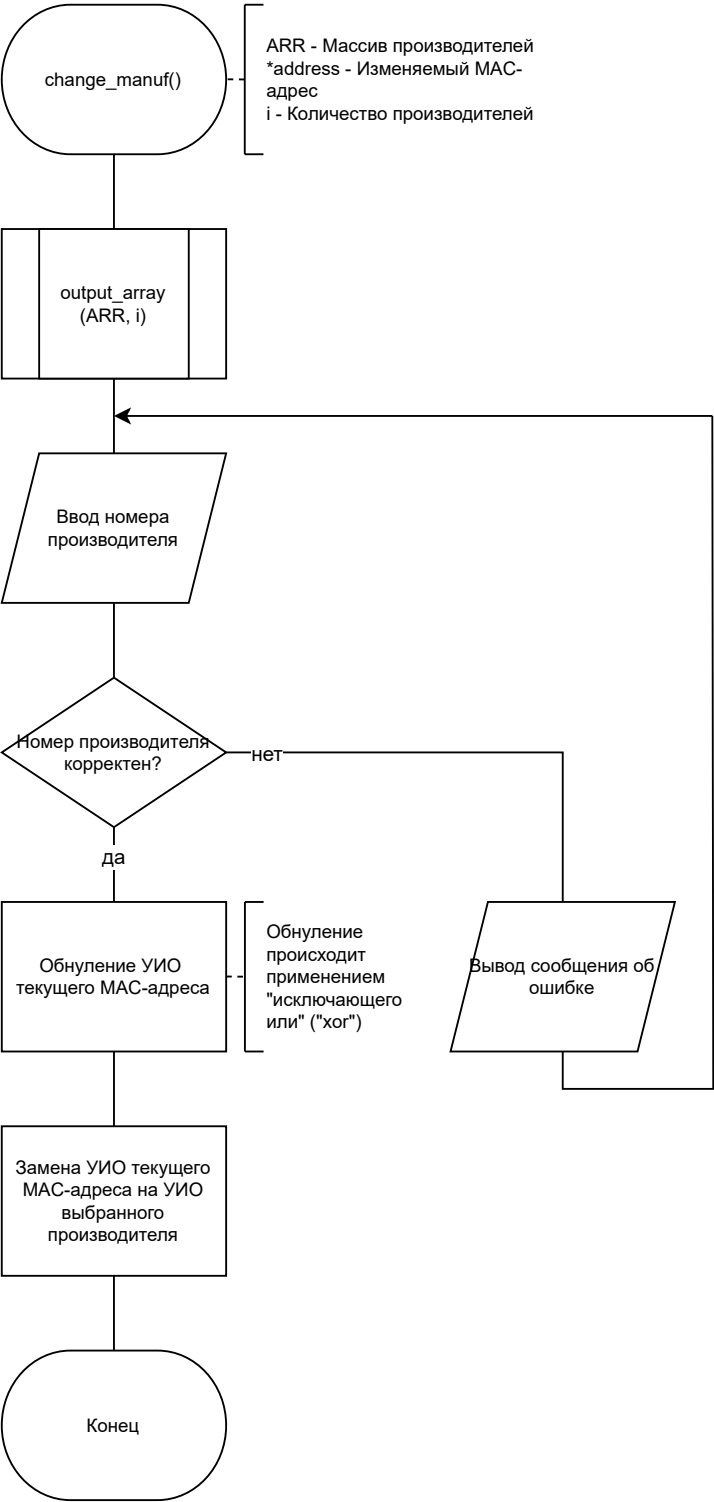 change_manuf()
ARR - Массив производителей
*address - Изменяемый MAC-
адрес
i - Количество производителей
output_array
(ARR, i)
Ввод номера
производителя
Номер производителя
корректен?
нет
да
Обнуление УИО
текущего MAC-адреса
Обнуление
происходит
применением
"исключающего
или" ("xor")
Вывод сообщения об
ошибке
Замена УИО текущего
MAC-адреса на УИО
выбранного
производителя
Конец